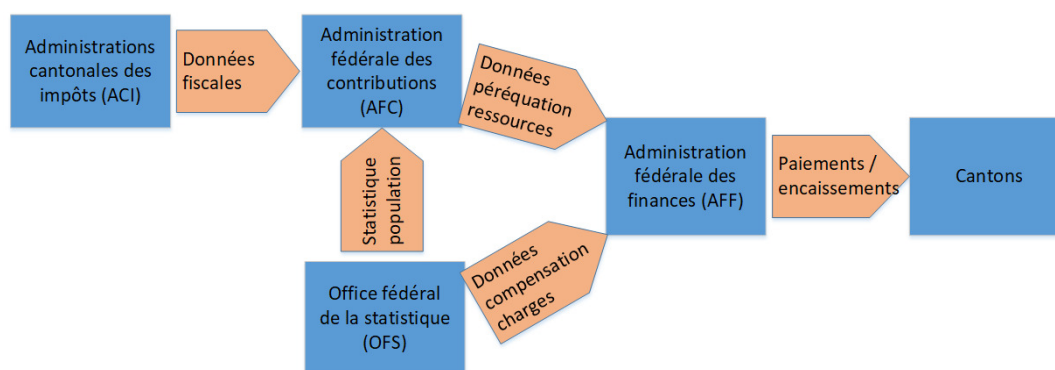 Administrations
cantonales des
impôts (ACI)
Données
fiscales
Administration
fédérale des
contributions
(AFC)
Données
péréquation
ressources
Statistique
population
Office fédéral
de la statistique
(OFS)
Données
compensation
charges
Administration
fédérale des
finances (AFF)
Paiements /
encaissements
Cantons